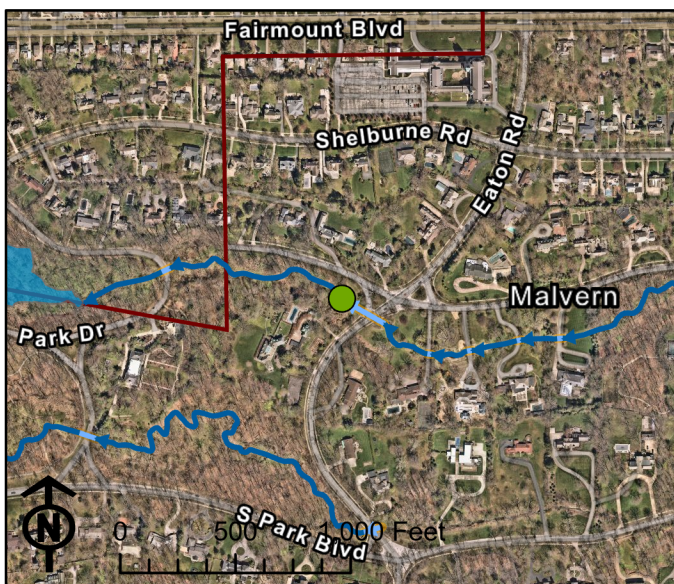 Fairmount Blvd
Shelburne Rd
Eaton Rd
Malvern
Park Dr
S Park Blvd
N
0 500 1,000 Feet